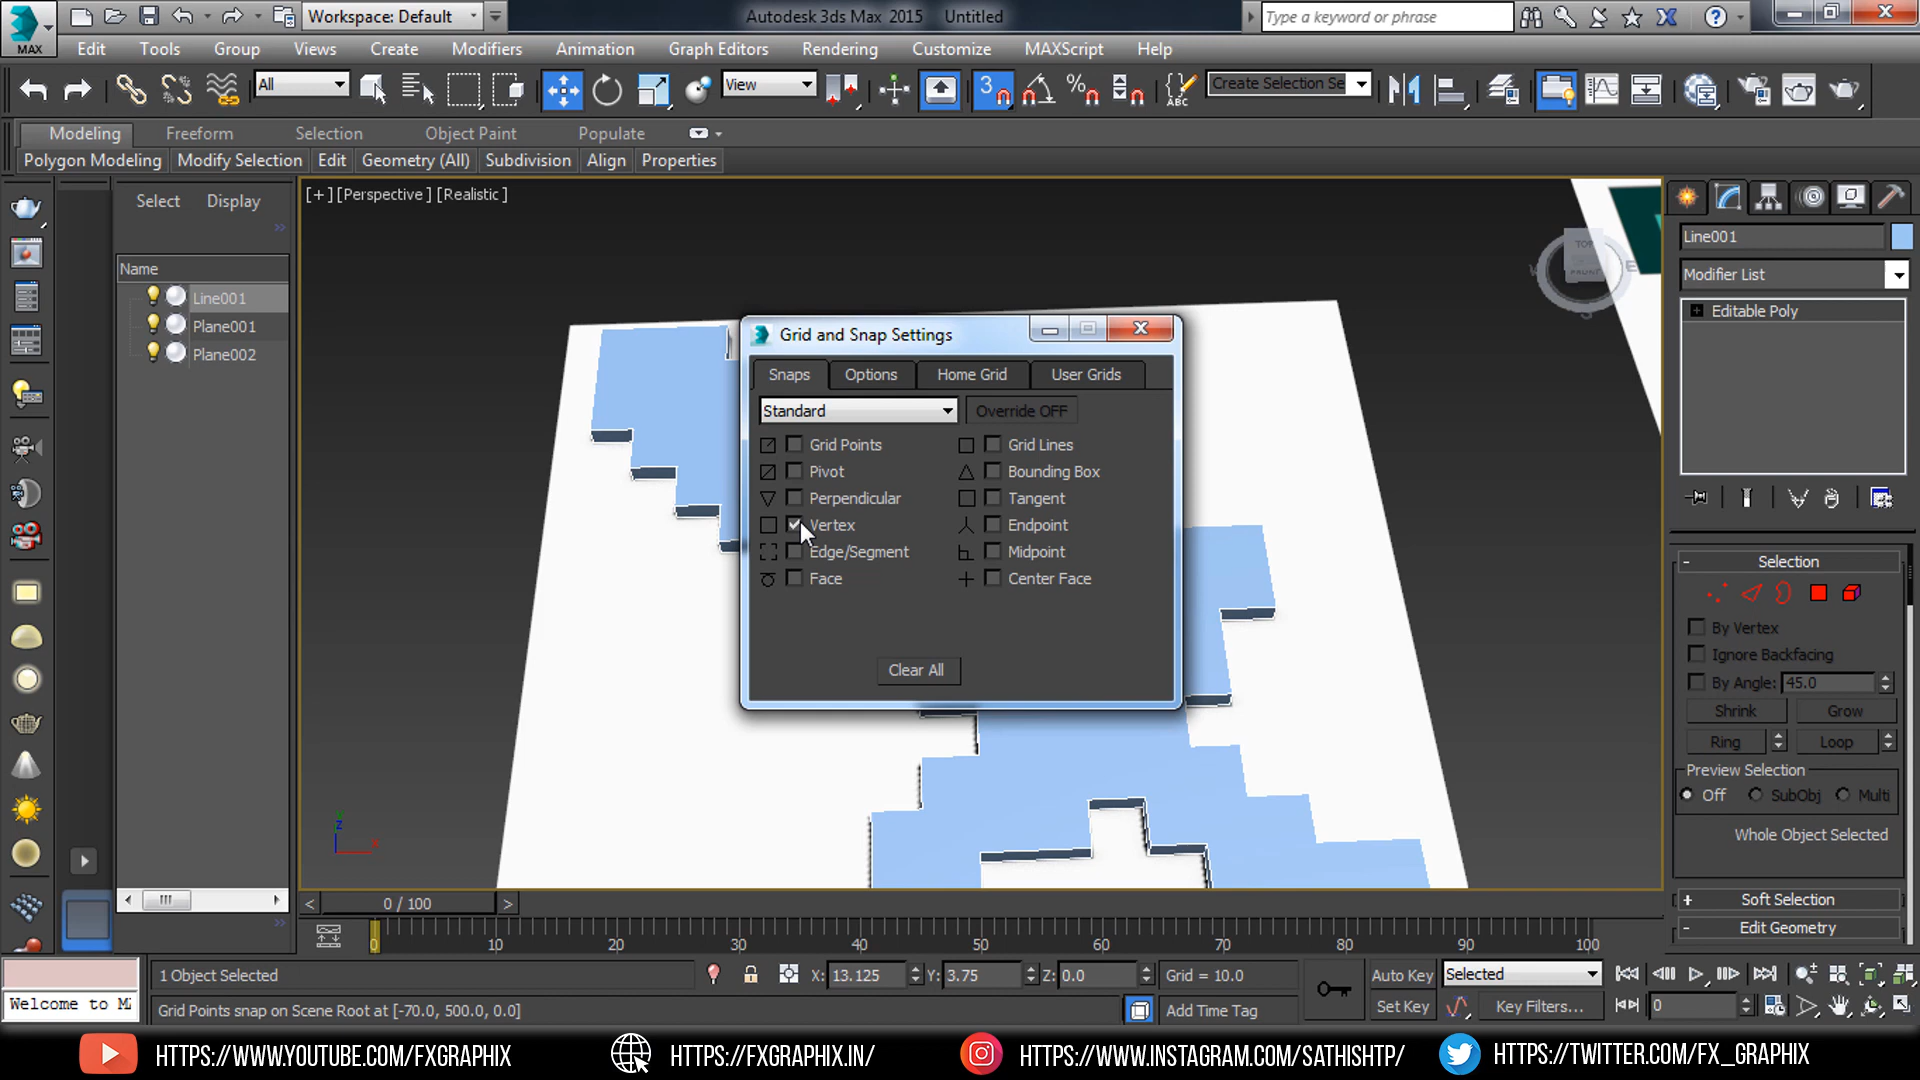 Workspace: Default
Autodesk 3ds Max 2015 Untitled
Type a keyword or phrase
MAX
Edit Tools Group Views Create Modifiers Animation Graph Editors Rendering Customize MAXScript Help
All
View
3
ABC
Create Selection Se
Modeling Freeform Selection Object Paint Populate
Polygon Modeling Modify Selection Edit Geometry (All) Subdivision Align Properties
Select Display
[+] [Perspective] [Realistic]
Name
Line001
Plane001
Plane002
TOP
FRONT
Line001
Modifier List
Editable Poly
Grid and Snap Settings
Snaps Options Home Grid User Grids
Standard Override OFF
Grid Points Grid Lines
Pivot Bounding Box
Perpendicular Tangent
Vertex Endpoint
Edge/Segment Midpoint
Face Center Face
Clear All
Selection
By Vertex
Ignore Backfacing
By Angle: 45.0
Shrink Grow
Ring Loop
Preview Selection
Off SubObj Multi
Whole Object Selected
Soft Selection
Edit Geometry
z
x
< 0 / 100 >
0 10 20 30 40 50 60 70 80 90 100
1 Object Selected X: 13.125 Y: 3.75 Z: 0.0 Grid = 10.0 Auto Key Selected
Welcome to M
Grid Points snap on Scene Root at [-70.0, 500.0, 0.0] Add Time Tag Set Key Key Filters... 0
HTTPS://WWW.YOUTUBE.COM/FXGRAPHIX HTTPS://FXGRAPHIX.IN/ HTTPS://WWW.INSTAGRAM.COM/SATHISHTP/ HTTPS://TWITTER.COM/FX_GRAPHIX